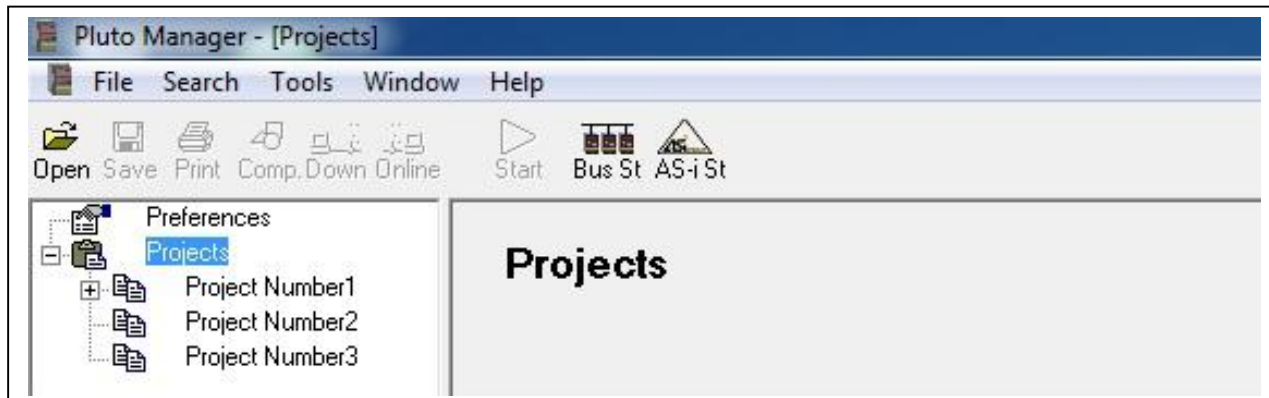 Pluto Manager - [Projects]
File Search Tools Window Help
Open Save Print Comp. Down Online Start Bus St AS-i St
Preferences
Projects
Project Number1
Project Number2
Project Number3
Projects